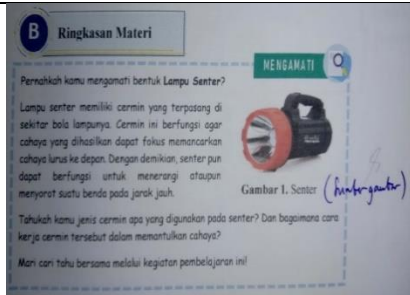 B
Ringkasan Materi
MENGAMATI
Pernahkah kamu mengamati bentuk Lampu Senter?
Lampu senter memiliki cermin yang terpasang di
sekitar bola lampunya. Cermin ini berfungsi agar
cahaya yang dihasilkan dapat fokus memancarkan
cahaya lurus ke depan. Dengan demikian, senter pun
dapat berfungsi untuk menerangi ataupun
menyorot suatu benda pada jarak jauh.
Gambar 1. Senter
Tahukah kamu jenis cermin apa yang digunakan pada senter? Dan bagaimana cara
kerja cermin tersebut dalam memantulkan cahaya?
Mari cari tahu bersama melalui kegiatan pembelajaran ini!